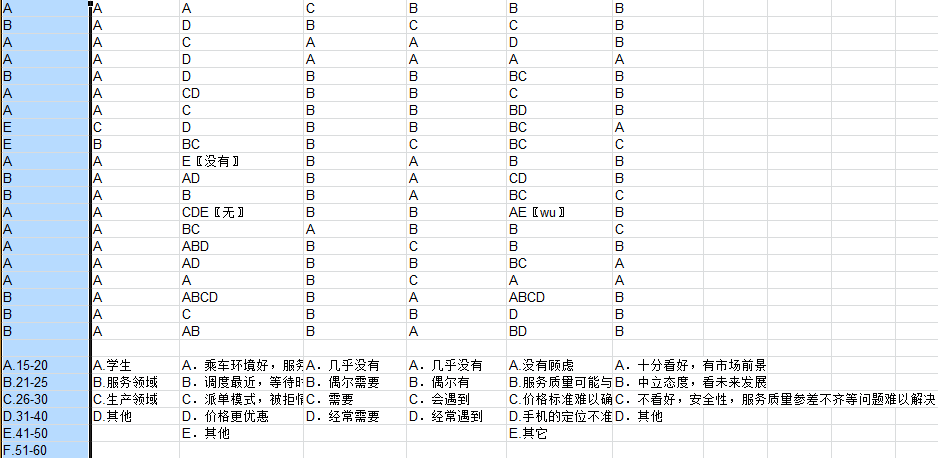 A A A C B B B
B A D B C C B
A A C A A D B
A A D A A A A
B A D B B BC B
A A CD B B C B
A A C B B BD B
E C D B B BC A
E B BC B C BC C
A A E〖没有〗 B A B B
B A AD B A CD B
B A B B A BC C
A A CDE〖无〗 B B AE〖wu〗 B
A A BC A B B C
A A ABD B C B B
A A AD B B BC A
A A A B C A A
B A ABCD B A ABCD B
B A C B B D B
B A AB B A BD B
A.15-20 A.学生 A．乘车环境好，服务 A．几乎没有 A．几乎没有 A.没有顾虑 A．十分看好，有市场前景
B.21-25 B.服务领域 B．调度最近，等待时 B．偶尔需要 B．偶尔有 B.服务质量可能与 B．中立态度，看未来发展
C.26-30 C.生产领域 C．派单模式，被拒情 C．需要 C．会遇到 C.价格标准难以确 C．不看好，安全性，服务质量参差不齐等问题难以解决
D.31-40 D.其他 D．价格更优惠 D．经常需要 D．经常遇到 D.手机的定位不准 D．其他
E.41-50 E．其他 E.其它
F.51-60